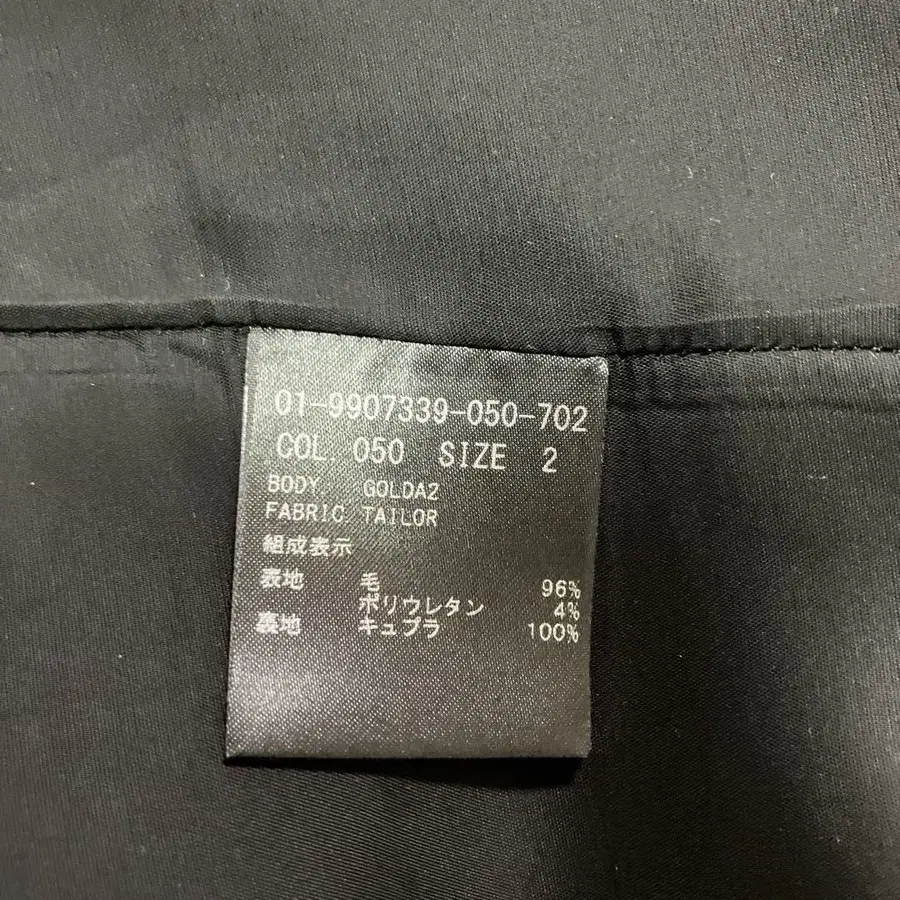 01-9907339-050-702
COL. 050 SIZE 2
BODY. GOLDA2
FABRIC. TAILOR
組成表示
表地 毛 96%
ポリウレタン 4%
裏地 キュプラ 100%